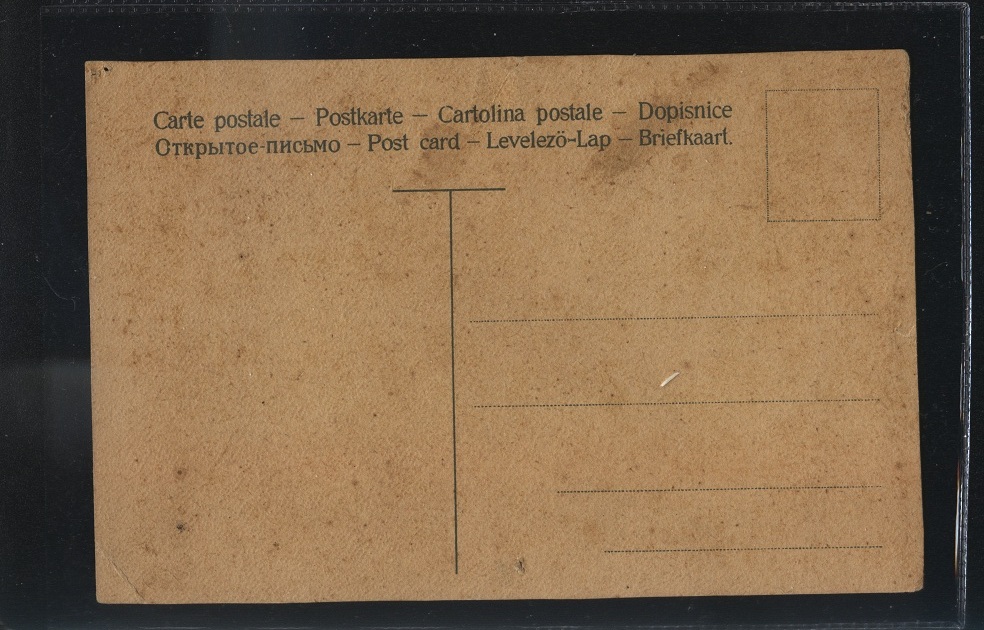 Carte postale – Postkarte – Cartolina postale – Dopisnice
Открытое-письмо – Post card – Levelezö-Lap – Briefkaart.